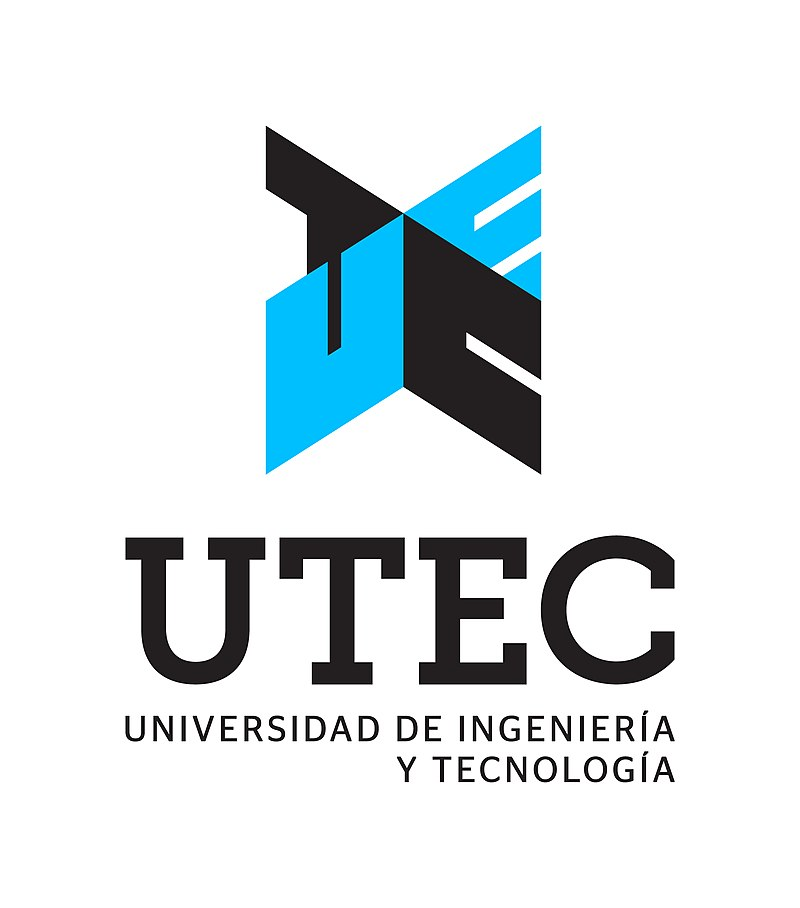 T E
U C
UTEC
UNIVERSIDAD DE INGENIERÍA
Y TECNOLOGÍA